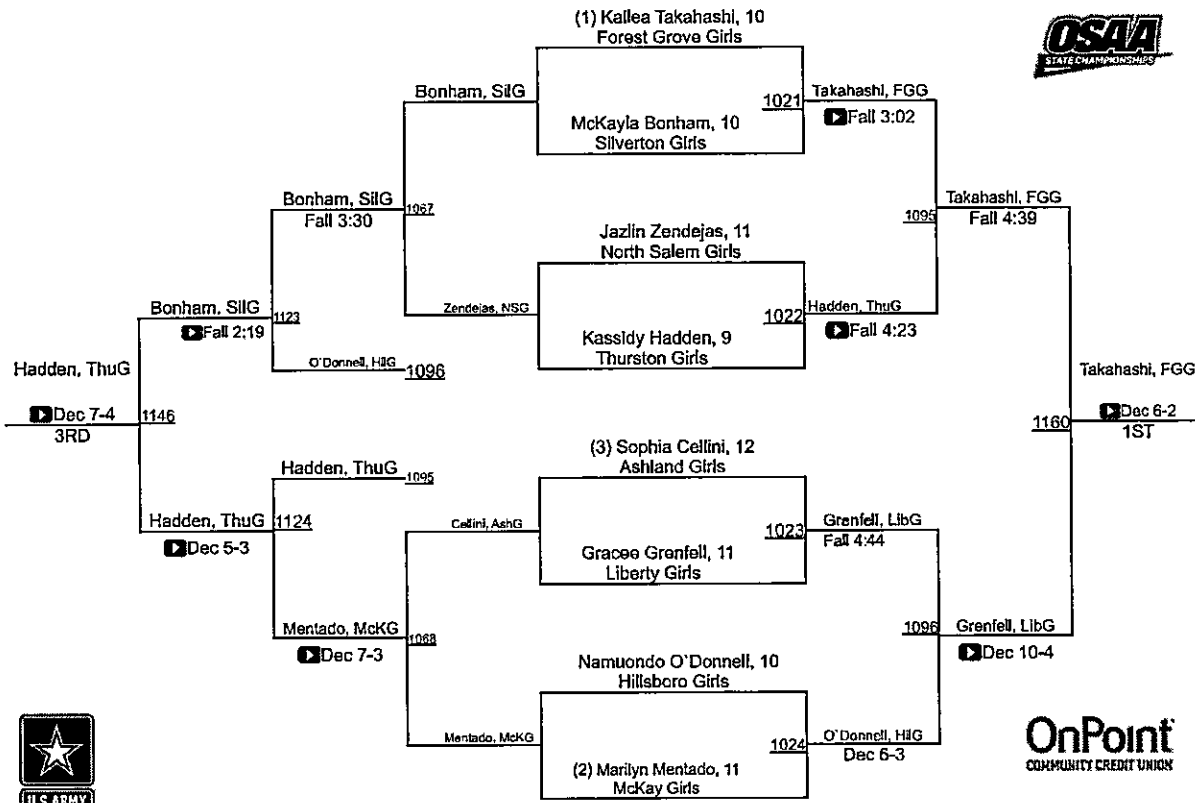 (1) Kailea Takahashi, 10
Forest Grove Girls
OSAA
STATE CHAMPIONSHIPS
Bonham, SilG
1021
Takahashi, FGG
Fall 3:02
McKayla Bonham, 10
Silverton Girls
Bonham, SilG
Fall 3:30
1067
1095
Takahashi, FGG
Fall 4:39
Jazlin Zendejas, 11
North Salem Girls
Bonham, SilG
Fall 2:19
1123
Zendejas, NSG
1022
Hadden, ThuG
Fall 4:23
Kassidy Hadden, 9
Thurston Girls
O`Donnell, HilG
1096
Hadden, ThuG
Dec 7-4
3RD
1146
Takahashi, FGG
Dec 6-2
1ST
1160
(3) Sophia Cellini, 12
Ashland Girls
Hadden, ThuG
1095
Hadden, ThuG
Dec 5-3
1124
Cellini, AshG
1023
Grenfell, LibG
Fall 4:44
Gracee Grenfell, 11
Liberty Girls
Mentado, McKG
Dec 7-3
1068
1096
Grenfell, LibG
Dec 10-4
Namuondo O`Donnell, 10
Hillsboro Girls
Mentado, McKG
1024
O`Donnell, HilG
Dec 6-3
(2) Marilyn Mentado, 11
McKay Girls
OnPoint
COMMUNITY CREDIT UNION
U.S. ARMY